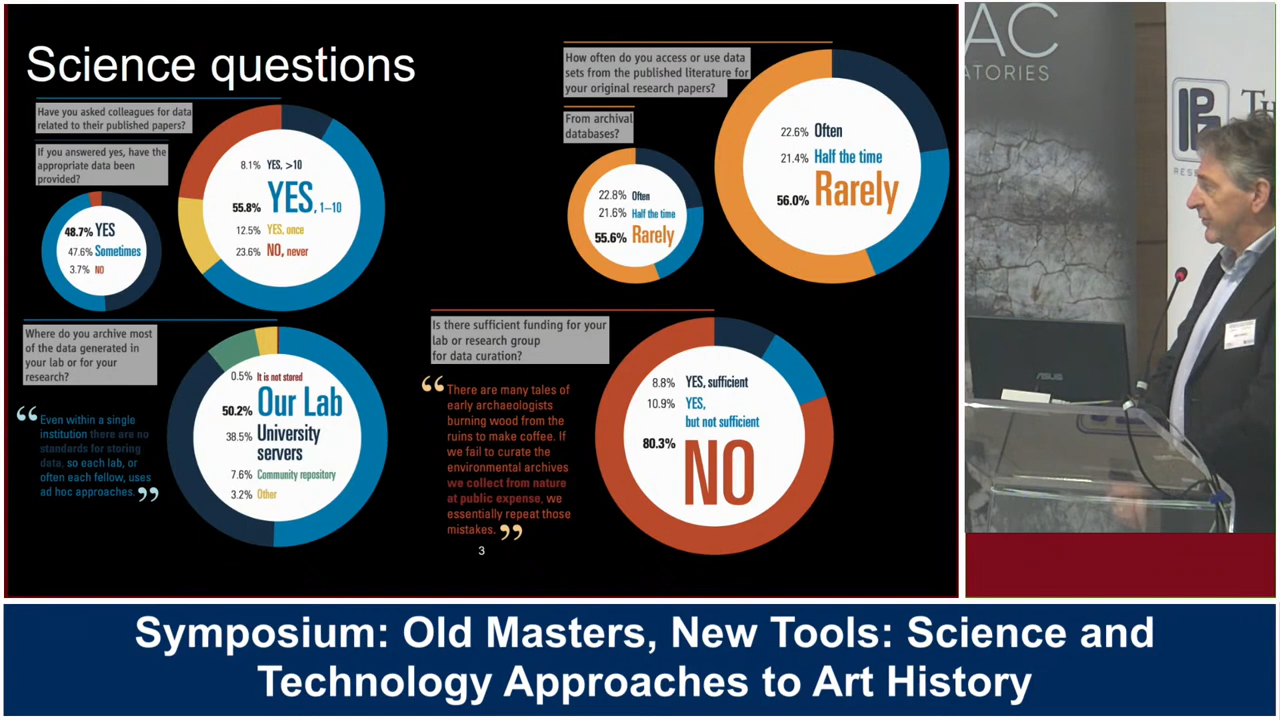 Science questions
Have you asked colleagues for data
related to their published papers?
If you answered yes, have the
appropriate data been
provided?
48.7% YES
47.6% Sometimes
3.7% NO
8.1% YES, >10
55.8% YES, 1–10
12.5% YES, once
23.6% NO, never
How often do you access or use data
sets from the published literature for
your original research papers?
From archival
databases?
22.8% Often
21.6% Half the time
55.6% Rarely
22.6% Often
21.4% Half the time
56.0% Rarely
Where do you archive most
of the data generated in
your lab or for your
research?
“ Even within a single
institution there are no
standards for storing
data, so each lab, or
often each fellow, uses
ad hoc approaches. ”
0.5% It is not stored
50.2% Our Lab
38.5% University
servers
7.6% Community repository
3.2% Other
Is there sufficient funding for your
lab or research group
for data curation?
“ There are many tales of
early archaeologists
burning wood from the
ruins to make coffee. If
we fail to curate the
environmental archives
we collect from nature
at public expense, we
essentially repeat those
mistakes. ”
8.8% YES, sufficient
10.9% YES,
but not sufficient
80.3% NO
3
AC
ATORIES
ASUS
Symposium: Old Masters, New Tools: Science and
Technology Approaches to Art History